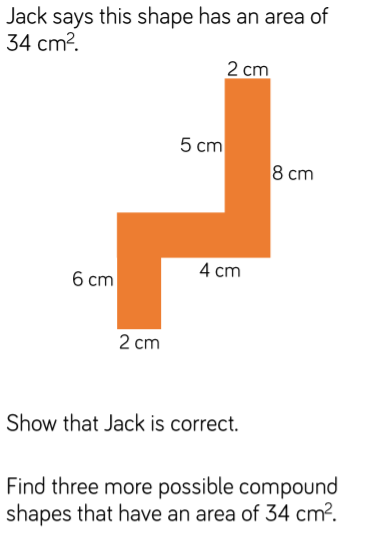 Jack says this shape has an area of
34 cm².
2 cm
5 cm
8 cm
4 cm
6 cm
2 cm
Show that Jack is correct.
Find three more possible compound
shapes that have an area of 34 cm².